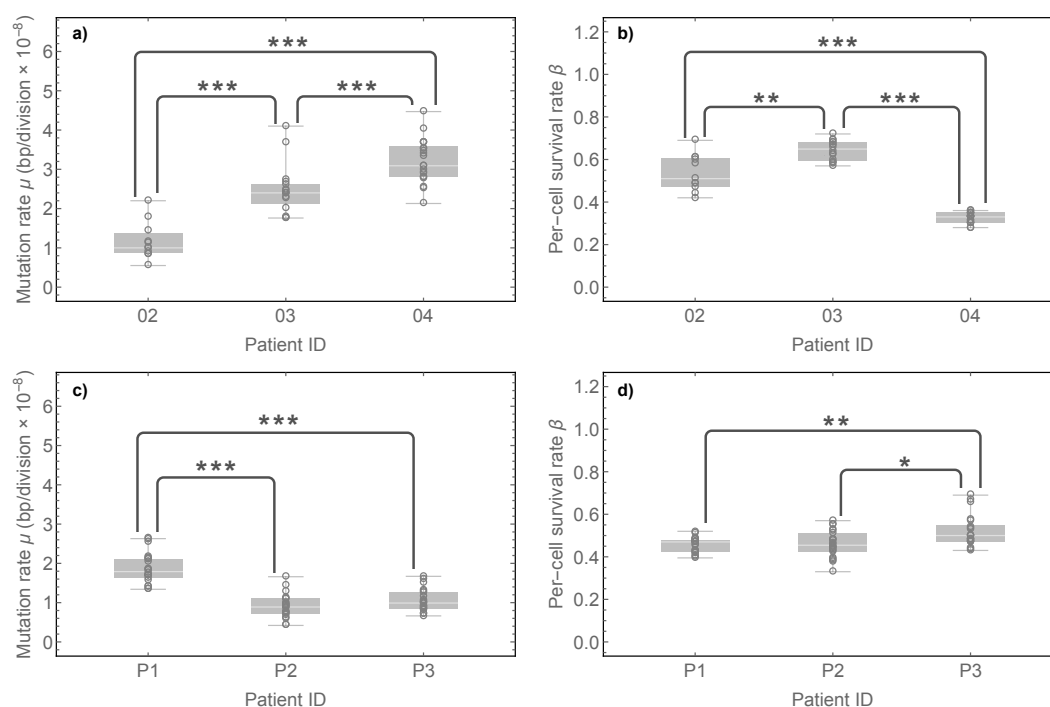 a)
***
***
***
Mutation rate μ (bp/division × 10⁻⁸)
6
5
4
3
2
1
0
02
03
04
Patient ID
b)
***
**
***
Per-cell survival rate β
1.2
1.0
0.8
0.6
0.4
0.2
0.0
02
03
04
Patient ID
c)
***
***
Mutation rate μ (bp/division × 10⁻⁸)
6
5
4
3
2
1
0
P1
P2
P3
Patient ID
d)
**
*
Per-cell survival rate β
1.2
1.0
0.8
0.6
0.4
0.2
0.0
P1
P2
P3
Patient ID